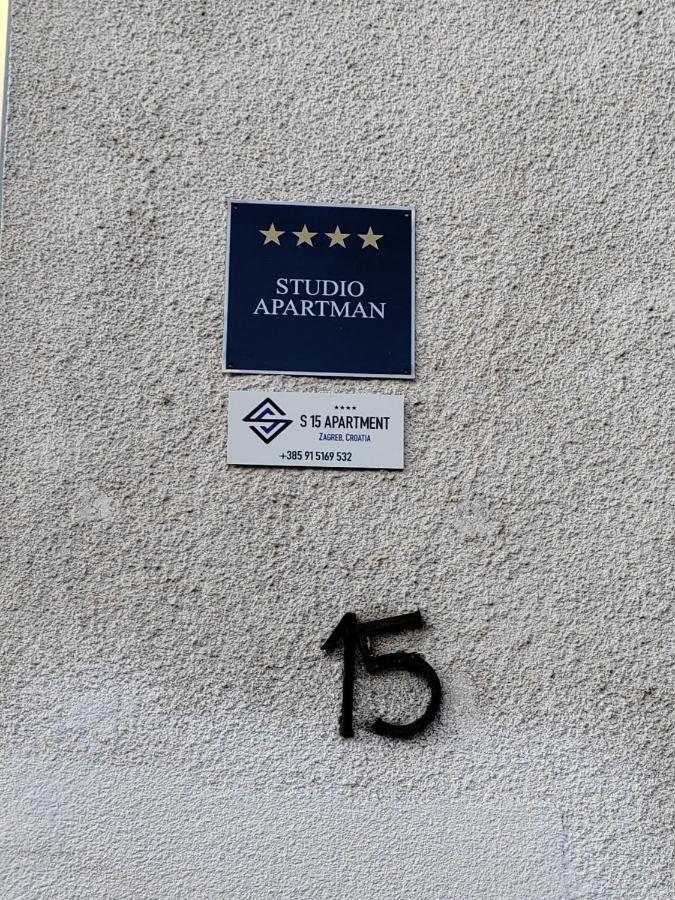 STUDIO
APARTMAN
S 15 APARTMENT
ZAGREB, CROATIA
+385 91 5169 532
15